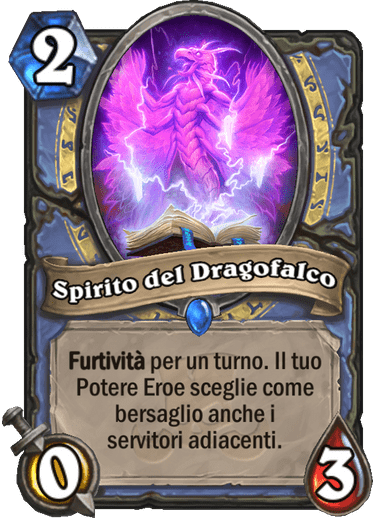 2
Spirito del Dragofalco
Furtività per un turno. Il tuo
Potere Eroe sceglie come
bersaglio anche i
servitori adiacenti.
0
3